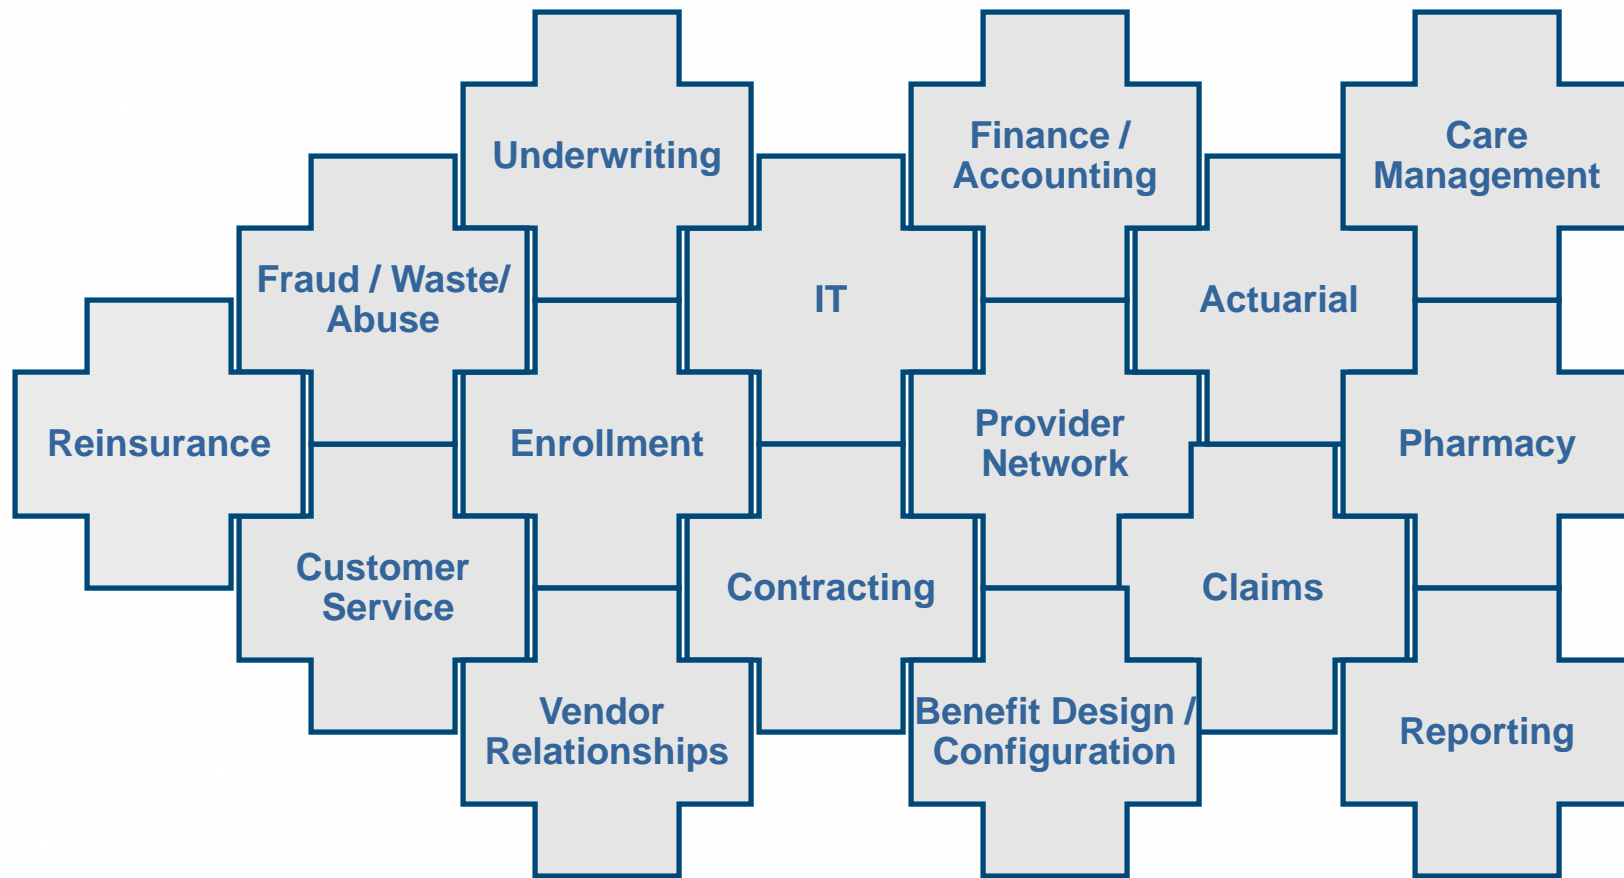 Underwriting
Finance /
Accounting
Care
Management
Fraud / Waste/
Abuse
IT
Actuarial
Reinsurance
Enrollment
Provider
Network
Pharmacy
Customer
Service
Contracting
Claims
Vendor
Relationships
Benefit Design /
Configuration
Reporting